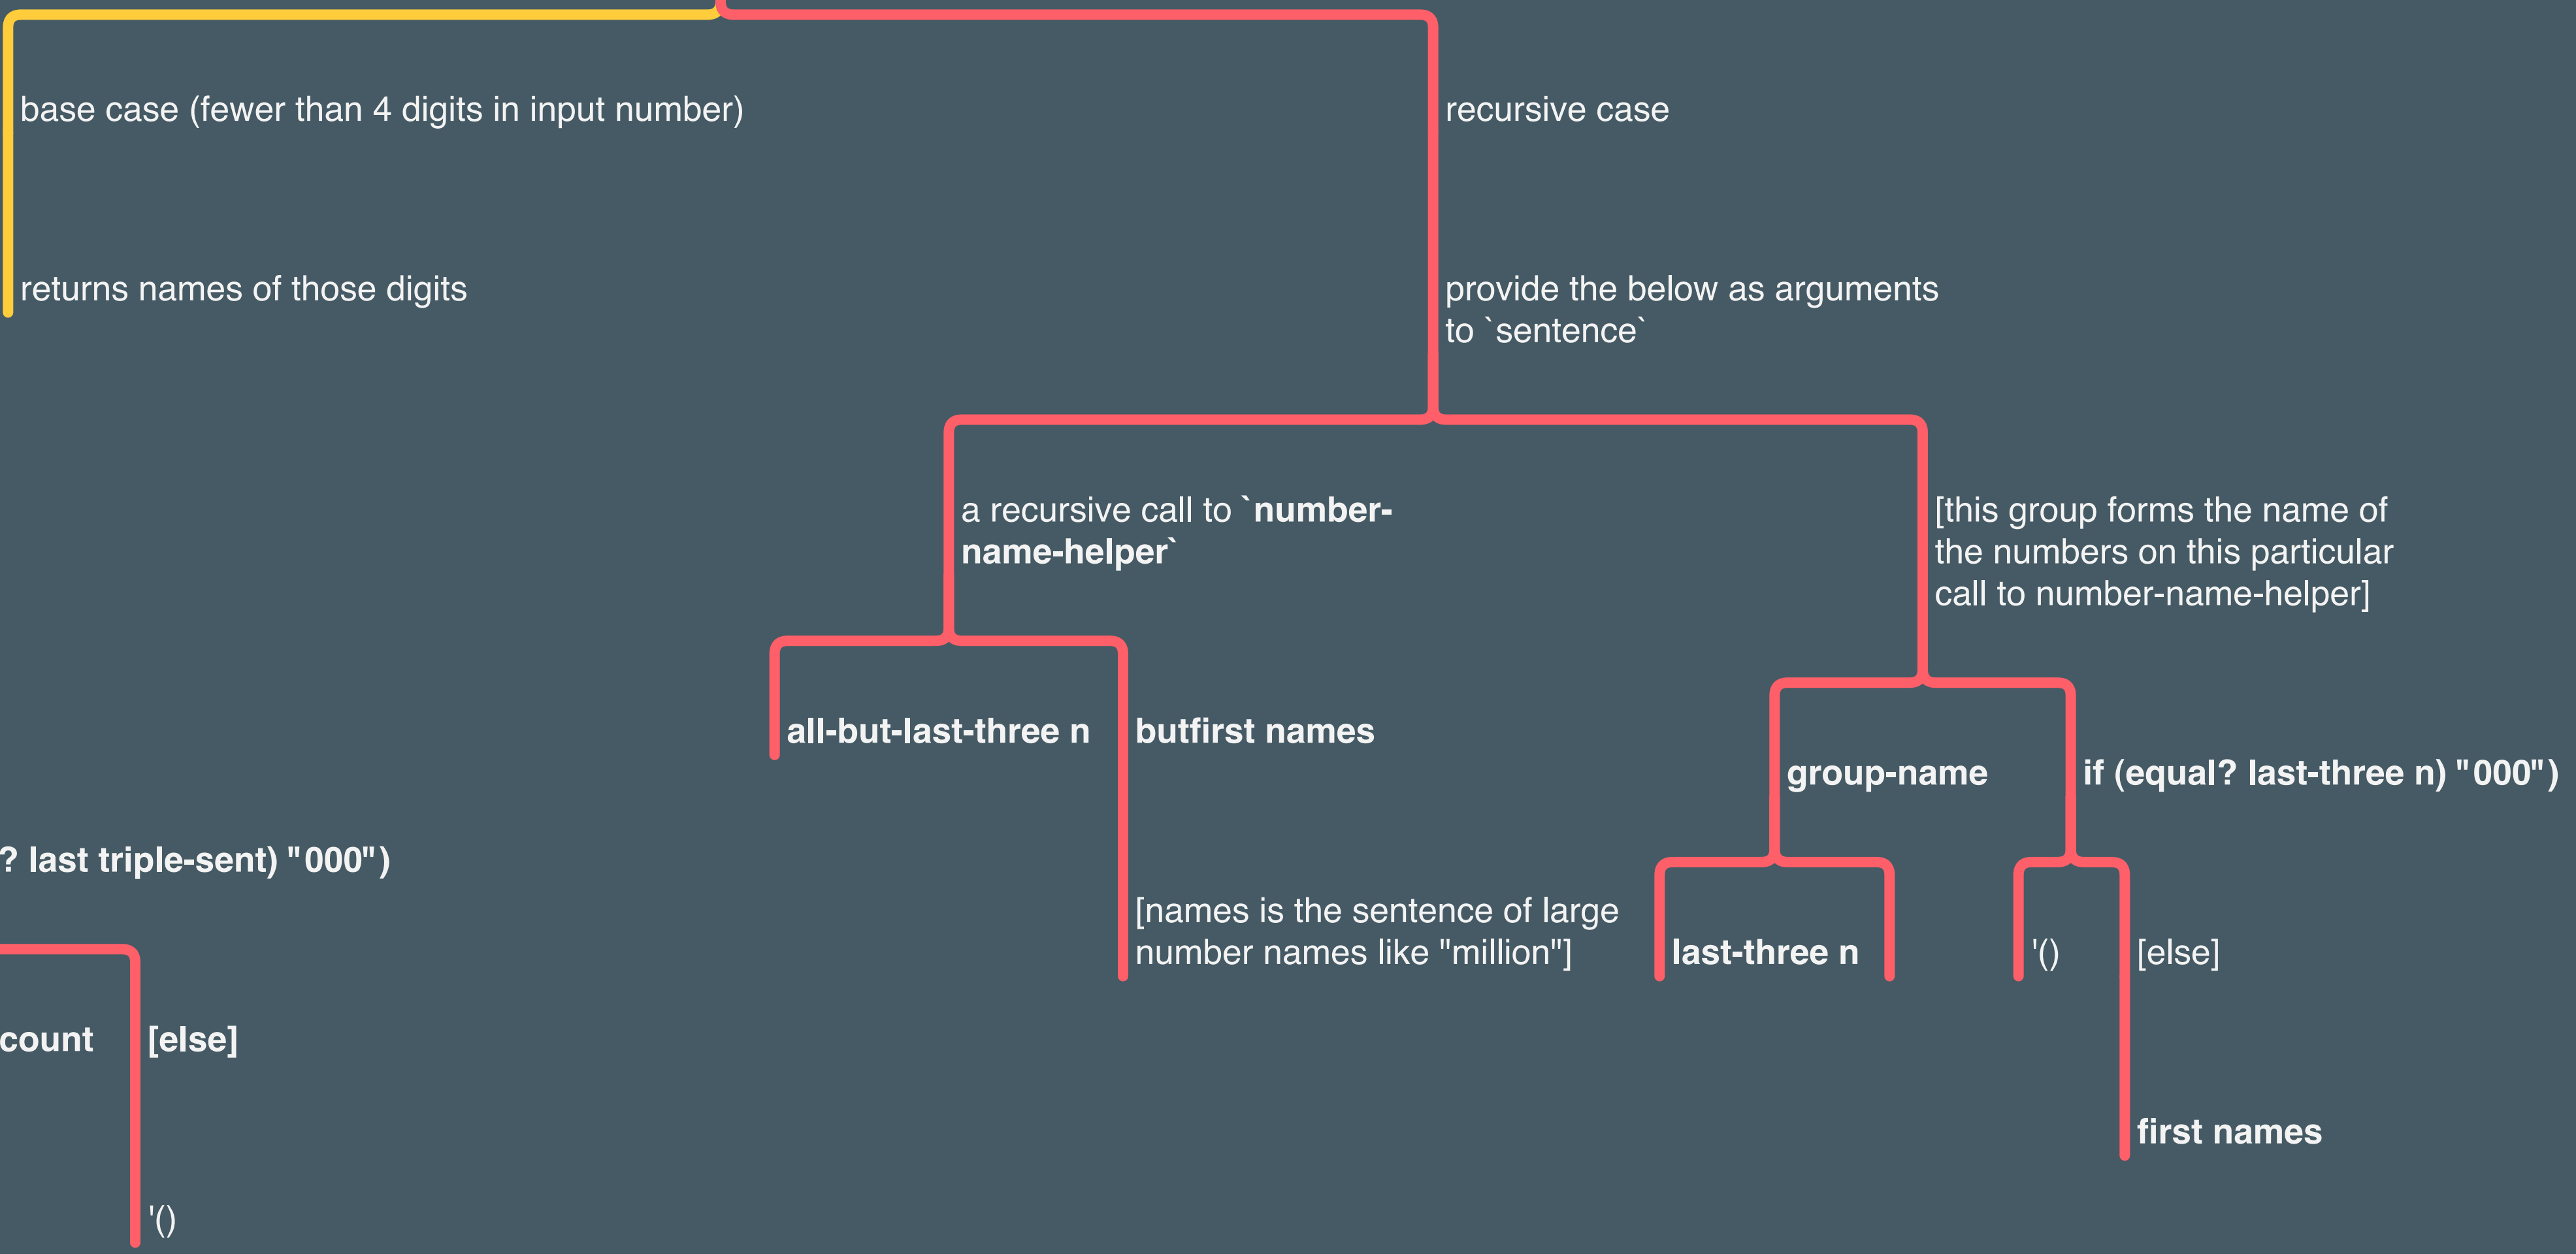 base case (fewer than 4 digits in input number)
recursive case
returns names of those digits
provide the below as arguments
to `sentence`
a recursive call to `number-
name-helper`
[this group forms the name of
the numbers on this particular
call to number-name-helper]
all-but-last-three n
butfirst names
group-name
if (equal? last-three n) "000")
? last triple-sent) "000")
[names is the sentence of large
number names like "million"]
last-three n
'()
[else]
count
[else]
first names
'()